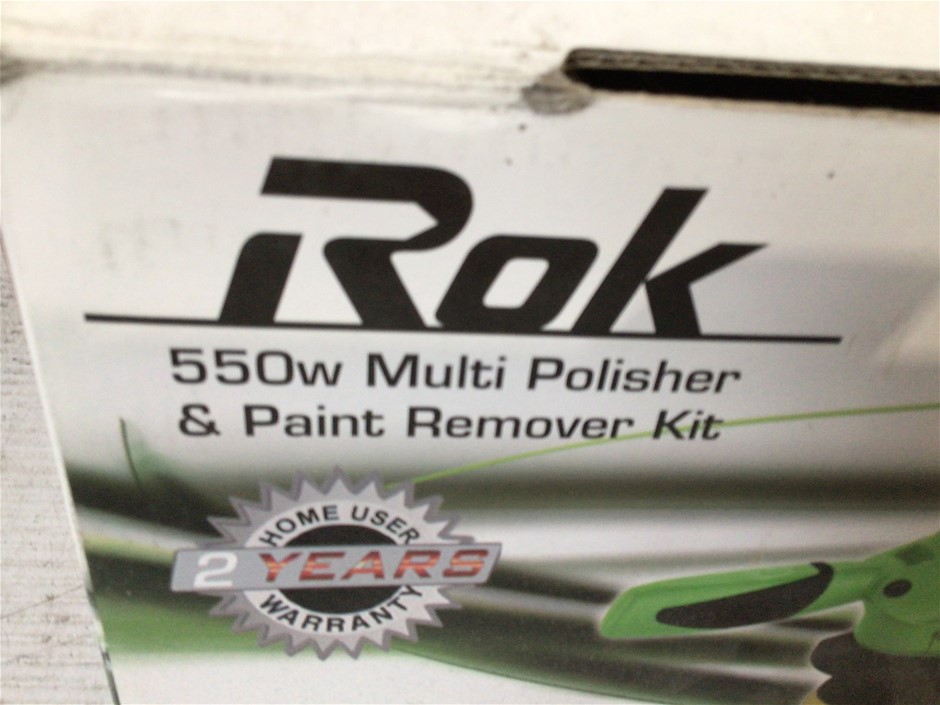 Rok
550w Multi Polisher
& Paint Remover Kit
HOME USER
2 YEARS
WARRANTY